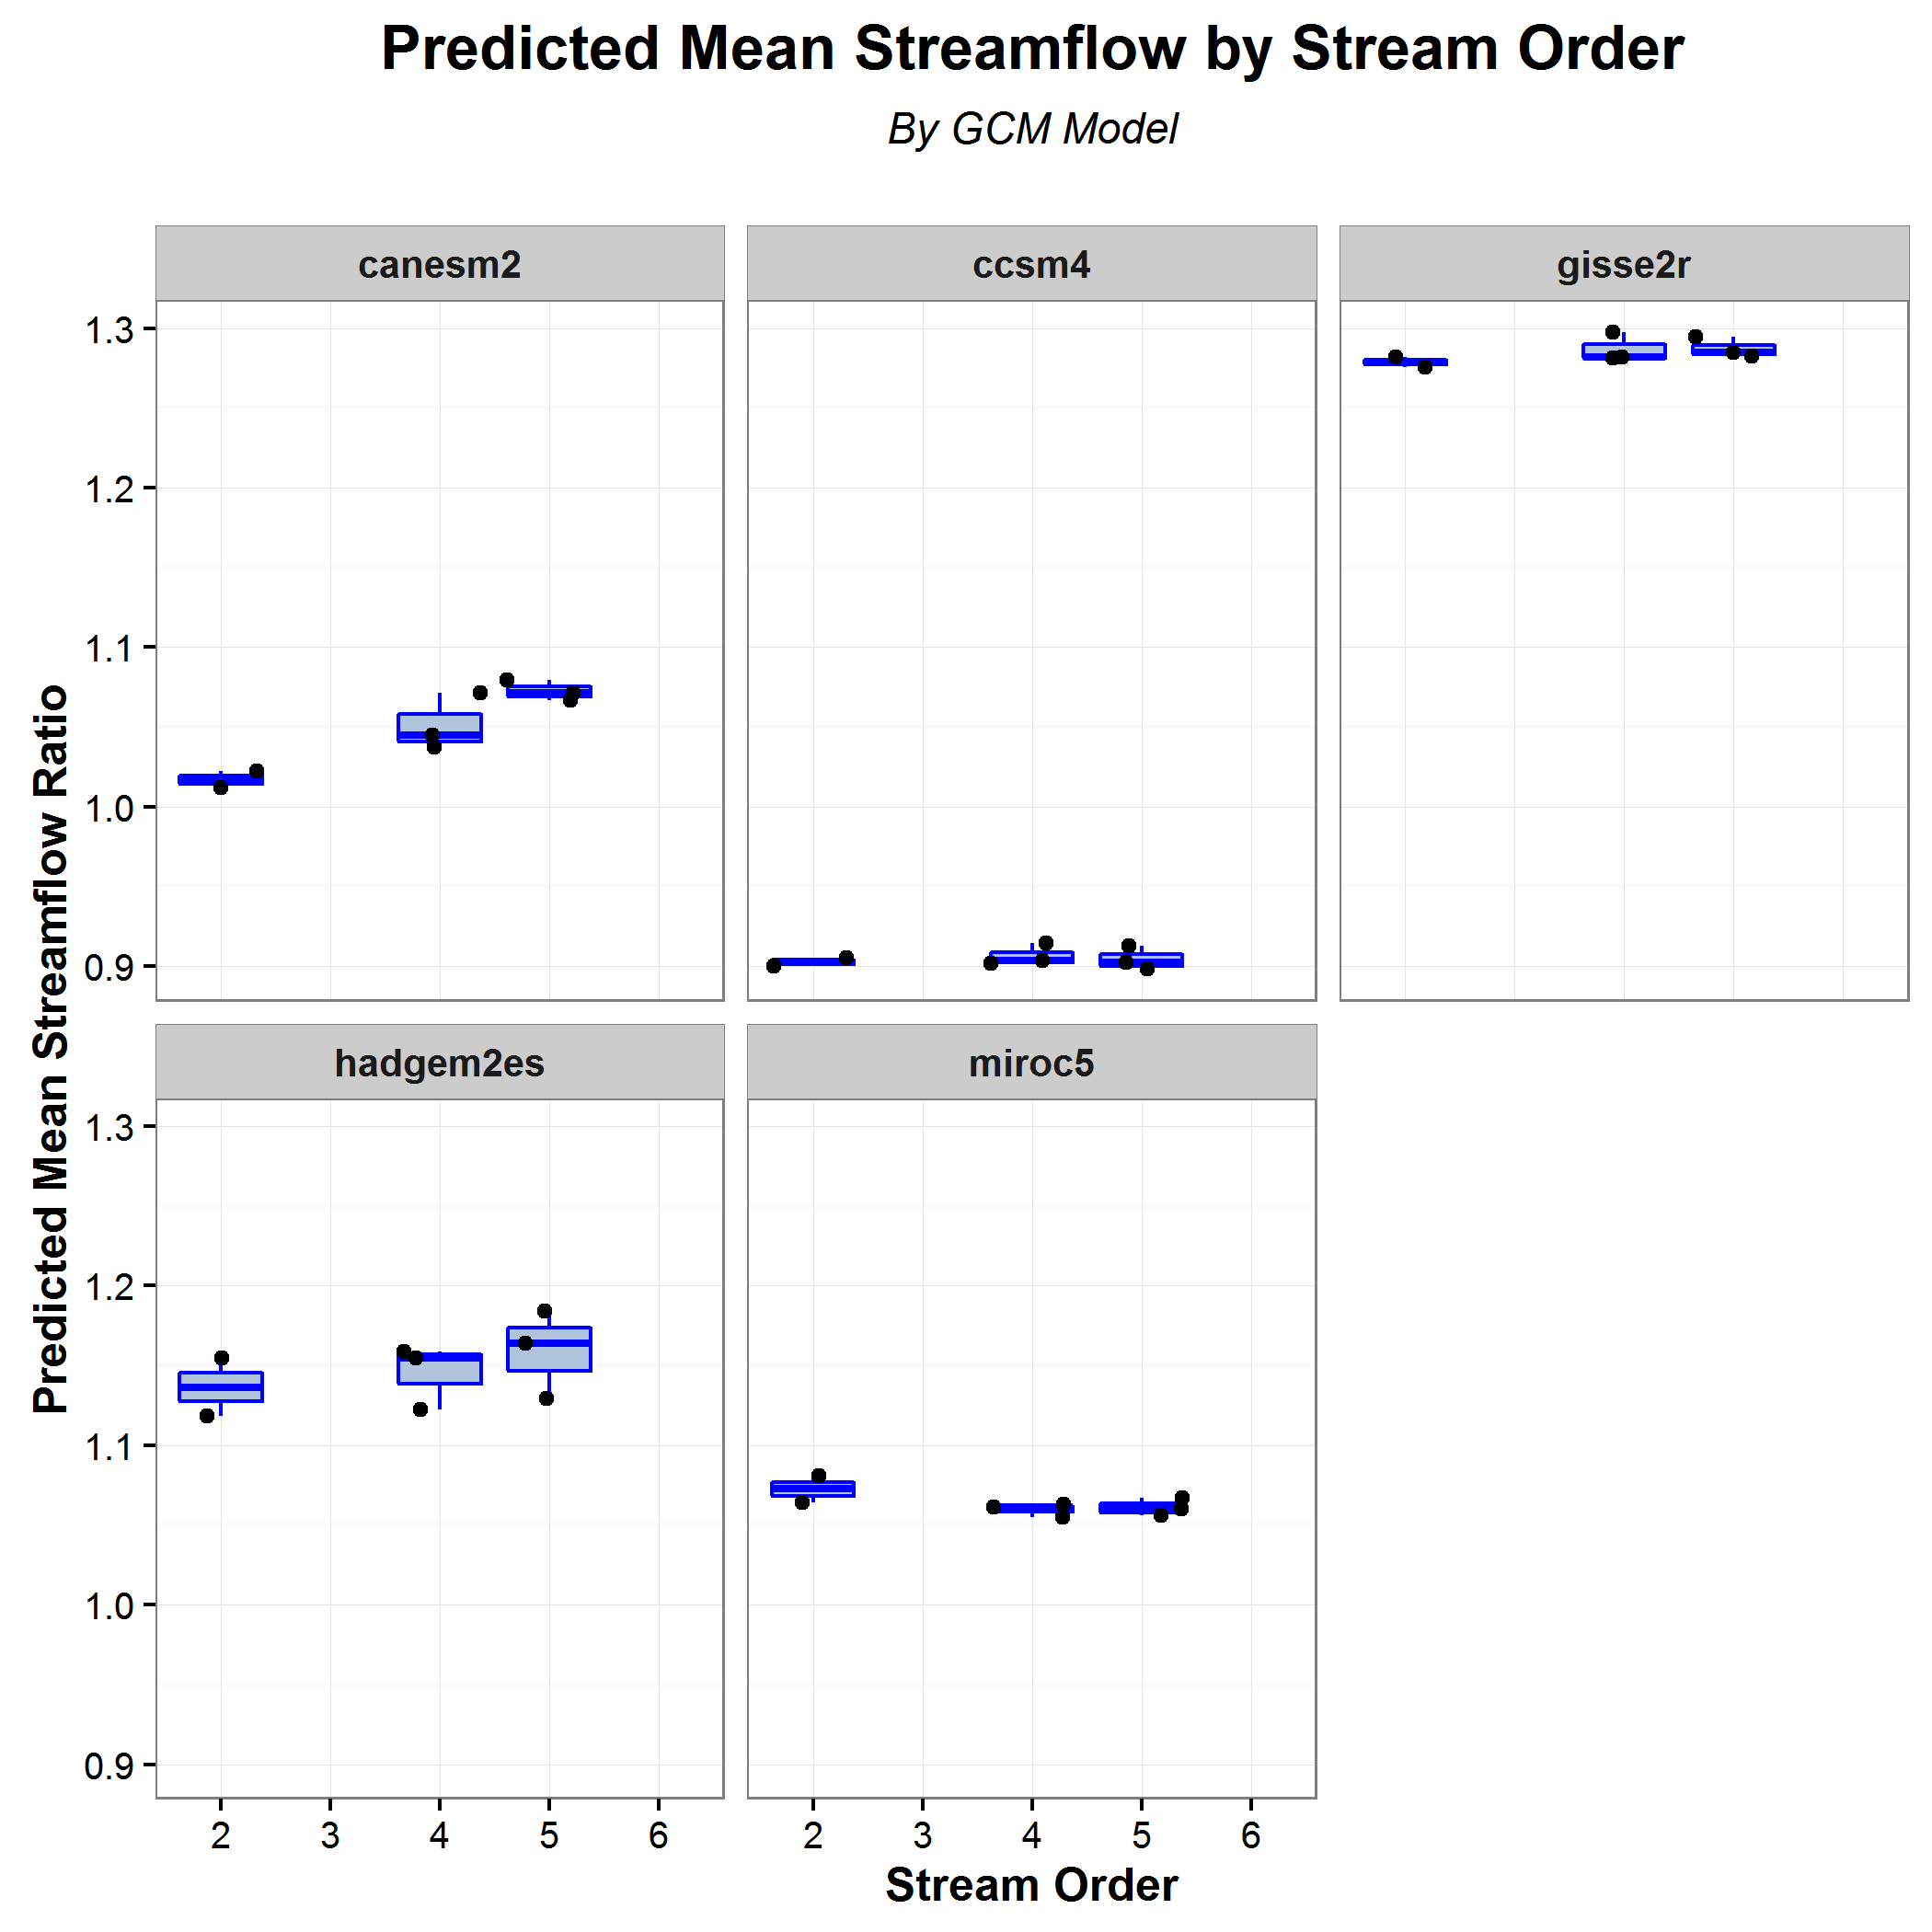 Predicted Mean Streamflow by Stream Order
By GCM Model
canesm2
ccsm4
gisse2r
1.3
1.2
1.1
1.0
0.9
Predicted Mean Streamflow Ratio
hadgem2es
miroc5
1.3
1.2
1.1
1.0
0.9
2 3 4 5 6
2 3 4 5 6
Stream Order